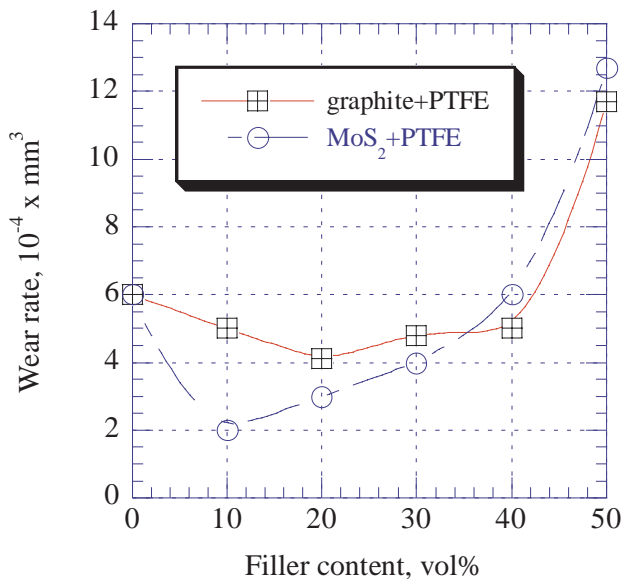 14
12
10
8
6
4
2
0
graphite+PTFE
MoS₂+PTFE
Wear rate, 10⁻⁴ x mm³
0 10 20 30 40 50
Filler content, vol%